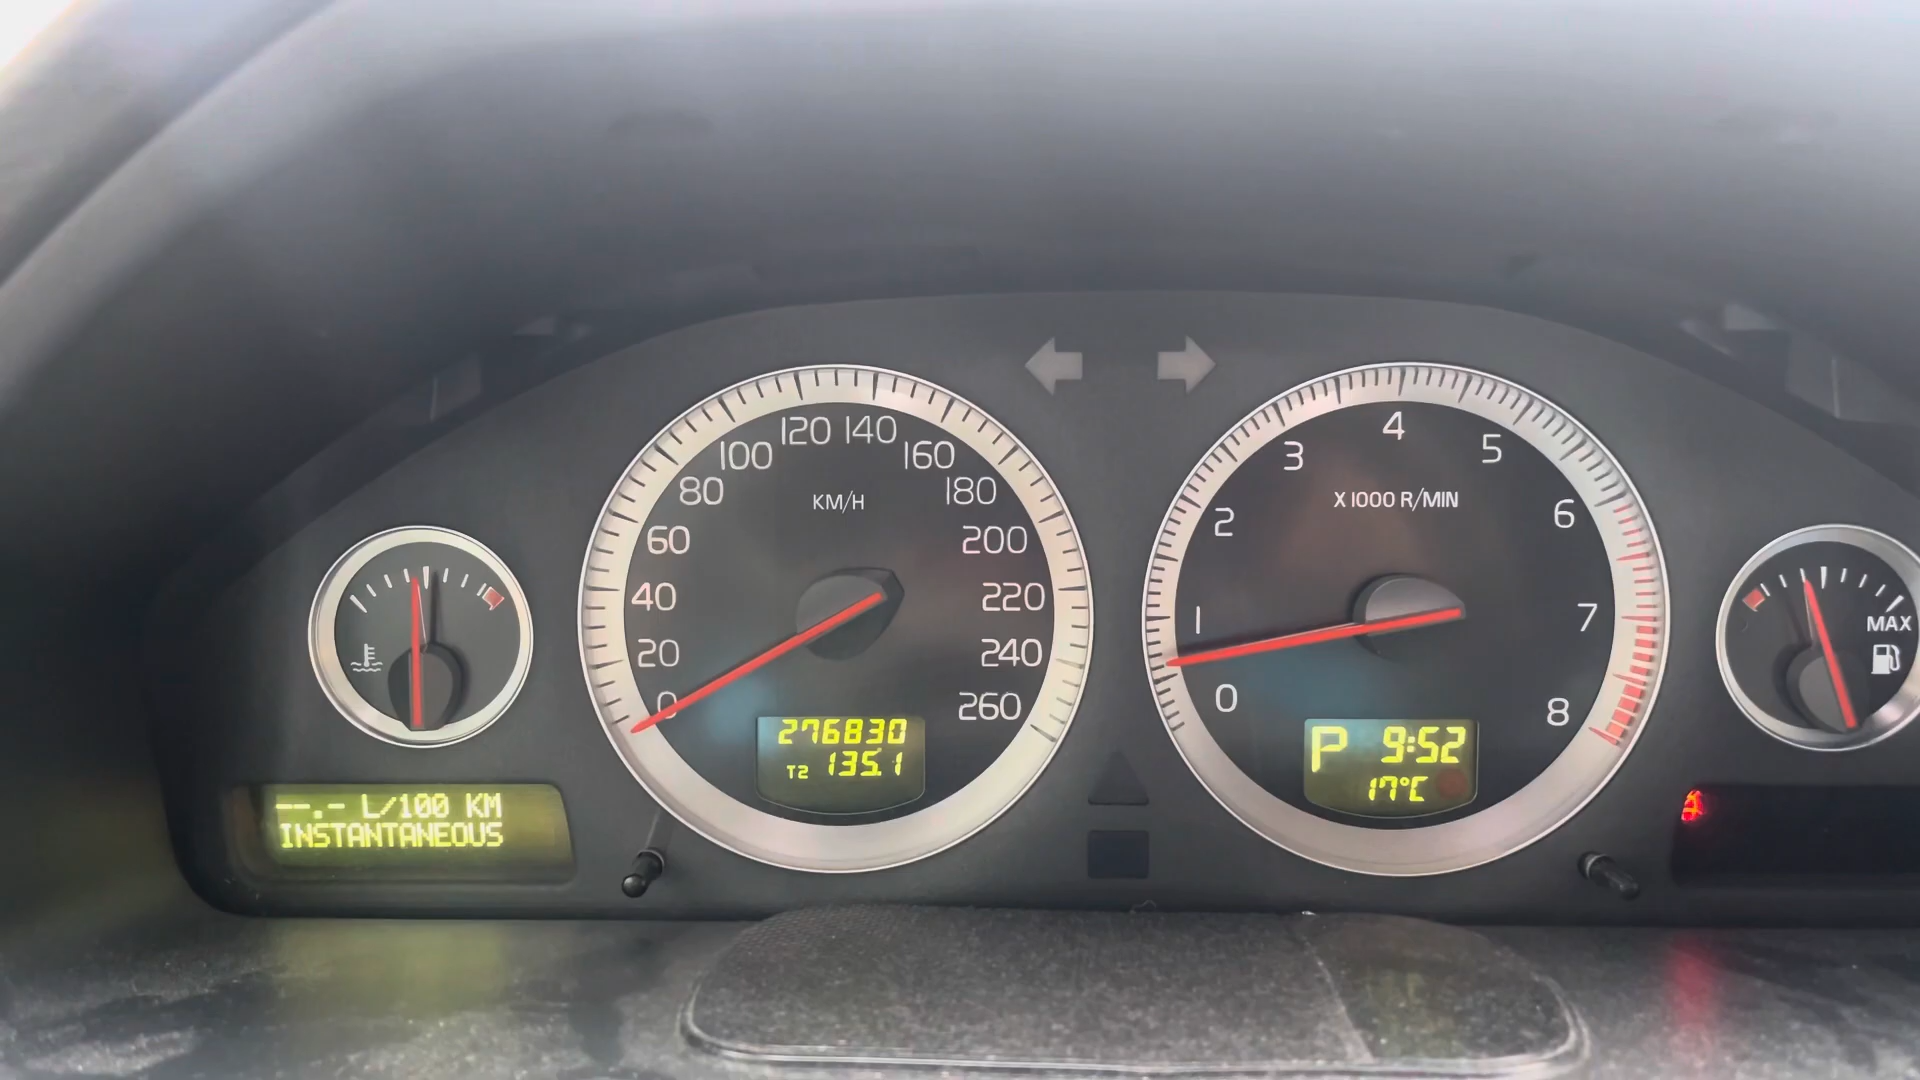 120 140
100 160
80 180
60 200
40 220
20 240
0 260
KM/H
276830
T2 135.1
4
3 5
2 6
1 7
0 8
X 1000 R/MIN
P 9:52
17°C
MAX
--.- L/100 KM
INSTANTANEOUS